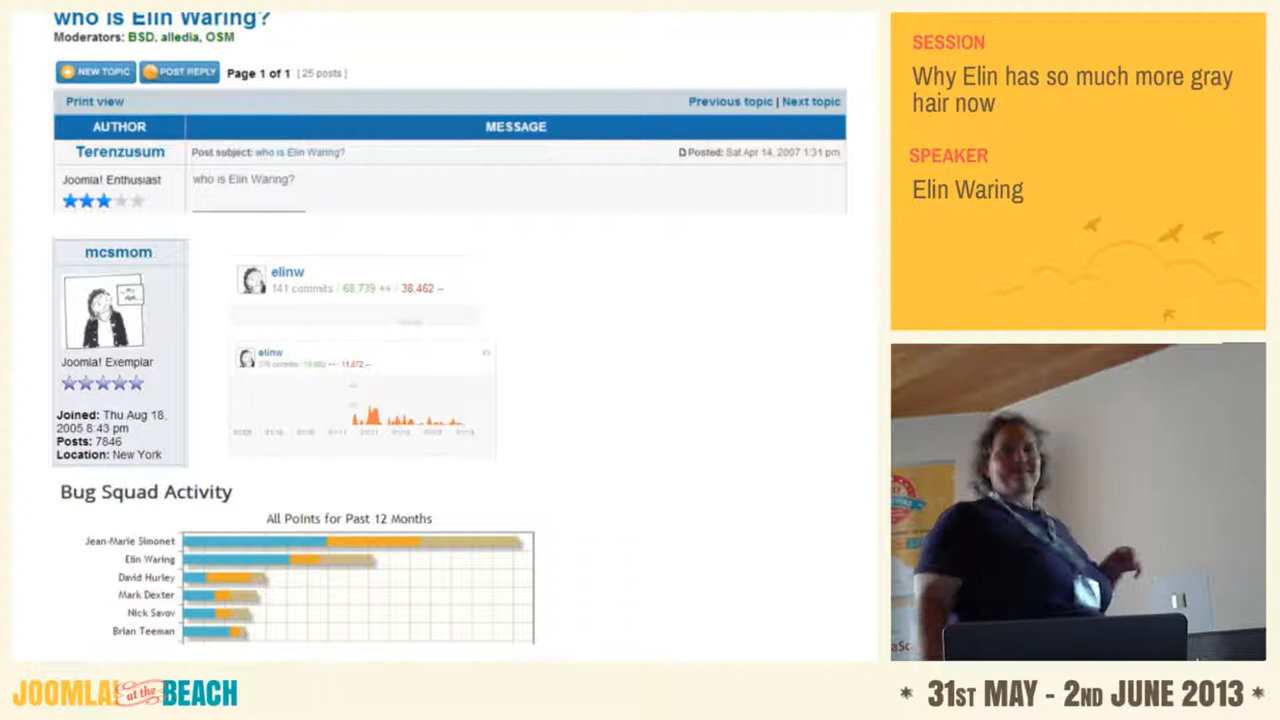 who is Elin Waring?
Moderators: BSD, alledia, OSM
NEW TOPIC POST REPLY Page 1 of 1 [ 25 posts ]
Print view Previous topic | Next topic
AUTHOR MESSAGE
Terenzusum Post subject: who is Elin Waring? Posted: Sat Apr 14, 2007 1:31 pm
Joomla! Enthusiast who is Elin Waring?
mcsmom
Joomla! Exemplar
Joined: Thu Aug 18,
2005 8:43 pm
Posts: 7846
Location: New York
elinw
141 commits / 68,739 ++ / 38,462 --
elinw
Bug Squad Activity
All Points for Past 12 Months
Jean-Marie Simonet
Elin Waring
David Hurley
Mark Dexter
Nick Savov
Brian Teeman
SESSION
Why Elin has so much more gray
hair now
SPEAKER
Elin Waring
JOOMLA! at the BEACH
* 31ST MAY - 2ND JUNE 2013 *